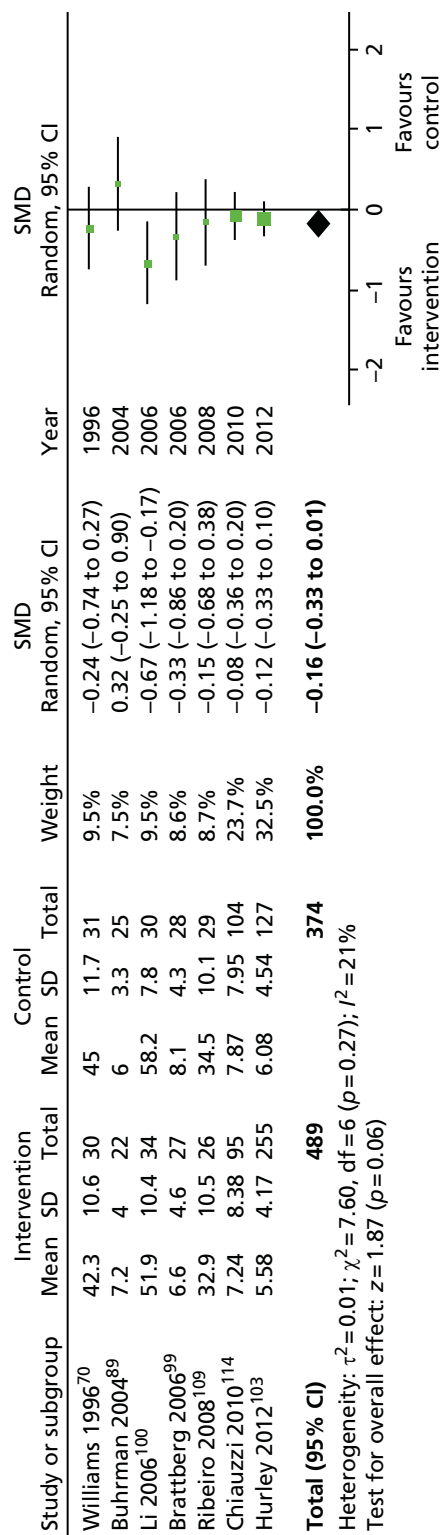 Intervention Control SMD SMD
Study or subgroup Mean SD Total Mean SD Total Weight Random, 95% CI Year Random, 95% CI
Williams 1996⁷⁰ 42.3 10.6 30 45 11.7 31 9.5% −0.24 (−0.74 to 0.27) 1996
Buhrman 2004⁸⁹ 7.2 4 22 6 3.3 25 7.5% 0.32 (−0.25 to 0.90) 2004
Li 2006¹⁰⁰ 51.9 10.4 34 58.2 7.8 30 9.5% −0.67 (−1.18 to −0.17) 2006
Brattberg 2006⁹⁹ 6.6 4.6 27 8.1 4.3 28 8.6% −0.33 (−0.86 to 0.20) 2006
Ribeiro 2008¹⁰⁹ 32.9 10.5 26 34.5 10.1 29 8.7% −0.15 (−0.68 to 0.38) 2008
Chiauzzi 2010¹¹⁴ 7.24 8.38 95 7.87 7.95 104 23.7% −0.08 (−0.36 to 0.20) 2010
Hurley 2012¹⁰³ 5.58 4.17 255 6.08 4.54 127 32.5% −0.12 (−0.33 to 0.10) 2012
Total (95% CI) 489 374 100.0% −0.16 (−0.33 to 0.01)
Heterogeneity: τ²=0.01; χ²=7.60, df=6 (p=0.27); I²=21%
Test for overall effect: z=1.87 (p=0.06)
−2 −1 0 1 2
Favours Favours
intervention control